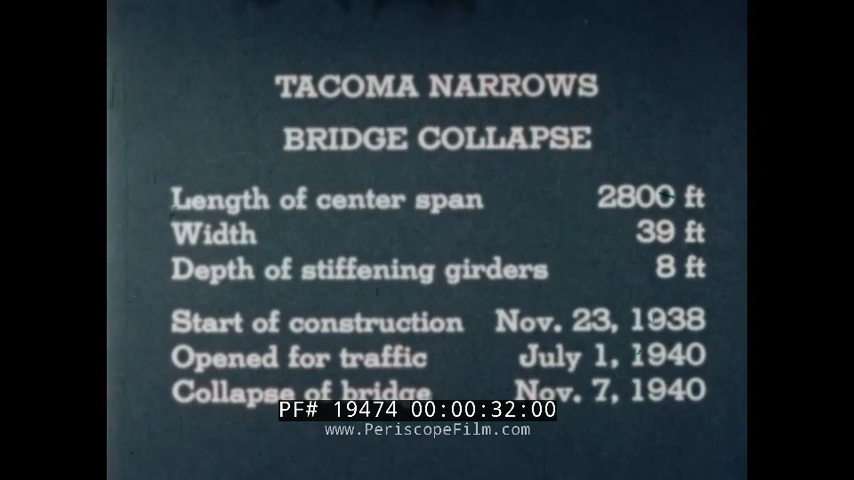 TACOMA NARROWS
BRIDGE COLLAPSE
Length of center span 2800 ft
Width 39 ft
Depth of stiffening girders 8 ft
Start of construction Nov. 23, 1938
Opened for traffic July 1, 1940
Collapse of bridge Nov. 7, 1940
PF# 19474 00:00:32:00
www.PeriscopeFilm.com